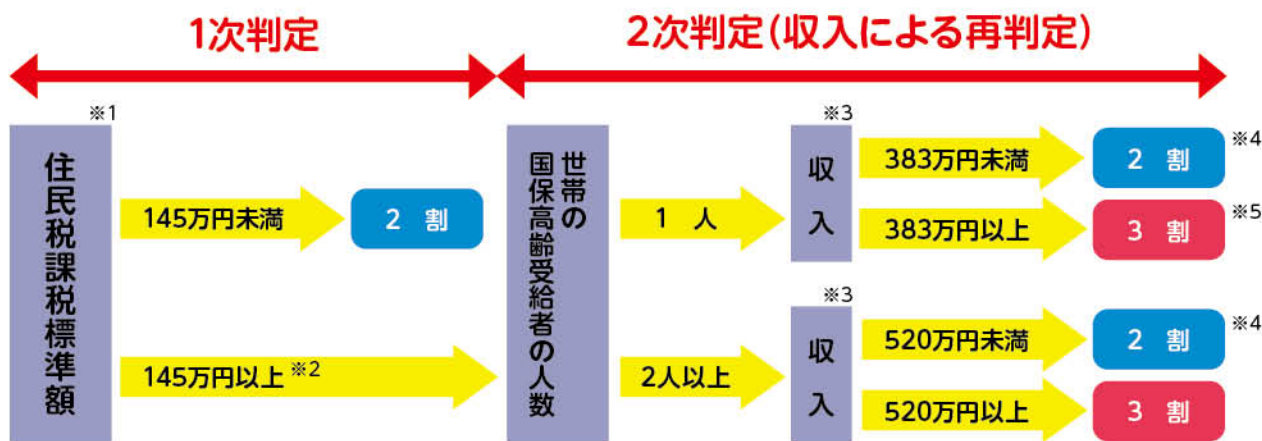 1次判定
2次判定(収入による再判定)
※1
住民税課税標準額
145万円未満
2 割
145万円以上※2
世帯の
国保高齢受給者の人数
1 人
※3
収入
383万円未満
2 割
※4
383万円以上
3 割
※5
2人以上
※3
収入
520万円未満
2 割
※4
520万円以上
3 割